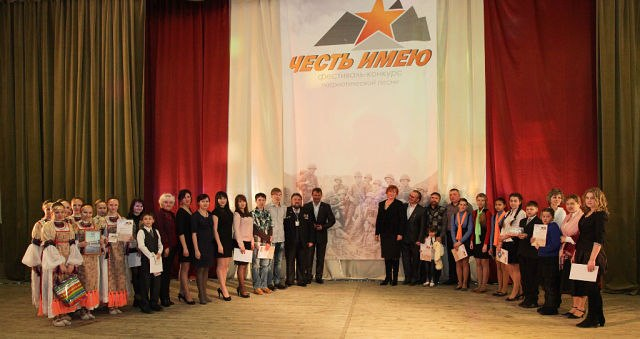 ЧЕСТЬ ИМЕЮ
фестиваль-конкурс
патриотической песни